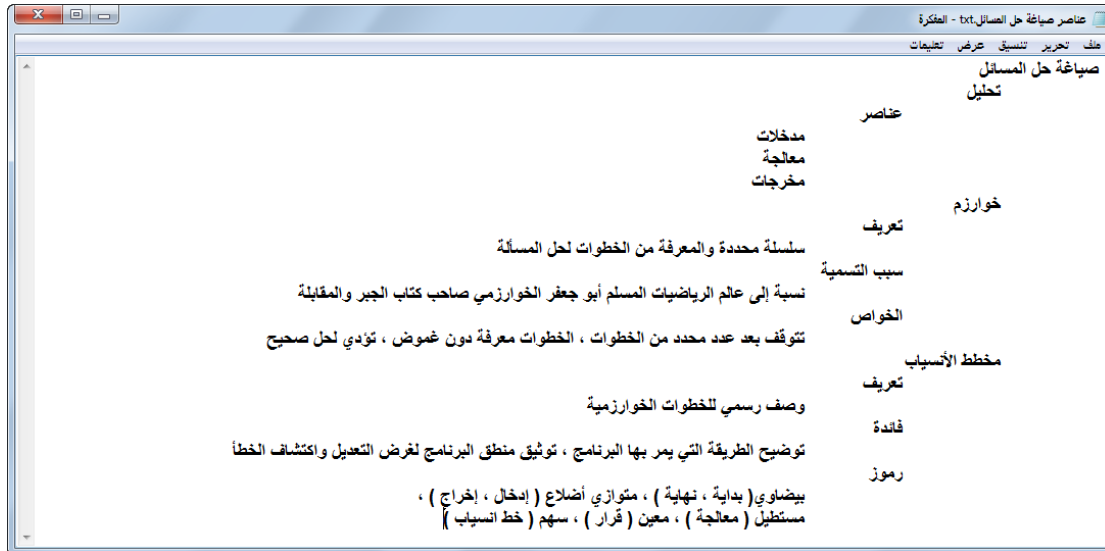 عناصر صياغة حل المسائل.txt - المفكرة
ملف تحرير تنسيق عرض تعليمات
صياغة حل المسائل
تحليل
عناصر
مدخلات
معالجة
مخرجات
خوارزم
تعريف
سلسلة محددة والمعرفة من الخطوات لحل المسألة
سبب التسمية
نسبة إلى عالم الرياضيات المسلم أبو جعفر الخوارزمي صاحب كتاب الجبر والمقابلة
الخواص
تتوقف بعد عدد محدد من الخطوات ، الخطوات معرفة دون غموض ، تؤدي لحل صحيح
مخطط الأنسياب
تعريف
وصف رسمي للخطوات الخوارزمية
فائدة
توضيح الطريقة التي يمر بها البرنامج ، توثيق منطق البرنامج لغرض التعديل واكتشاف الخطأ
رموز
بيضاوي( بداية ، نهاية ) ، متوازي أضلاع ( إدخال ، إخراج ) ،
مستطيل ( معالجة ) ، معين ( قرار ) ، سهم ( خط انسياب )